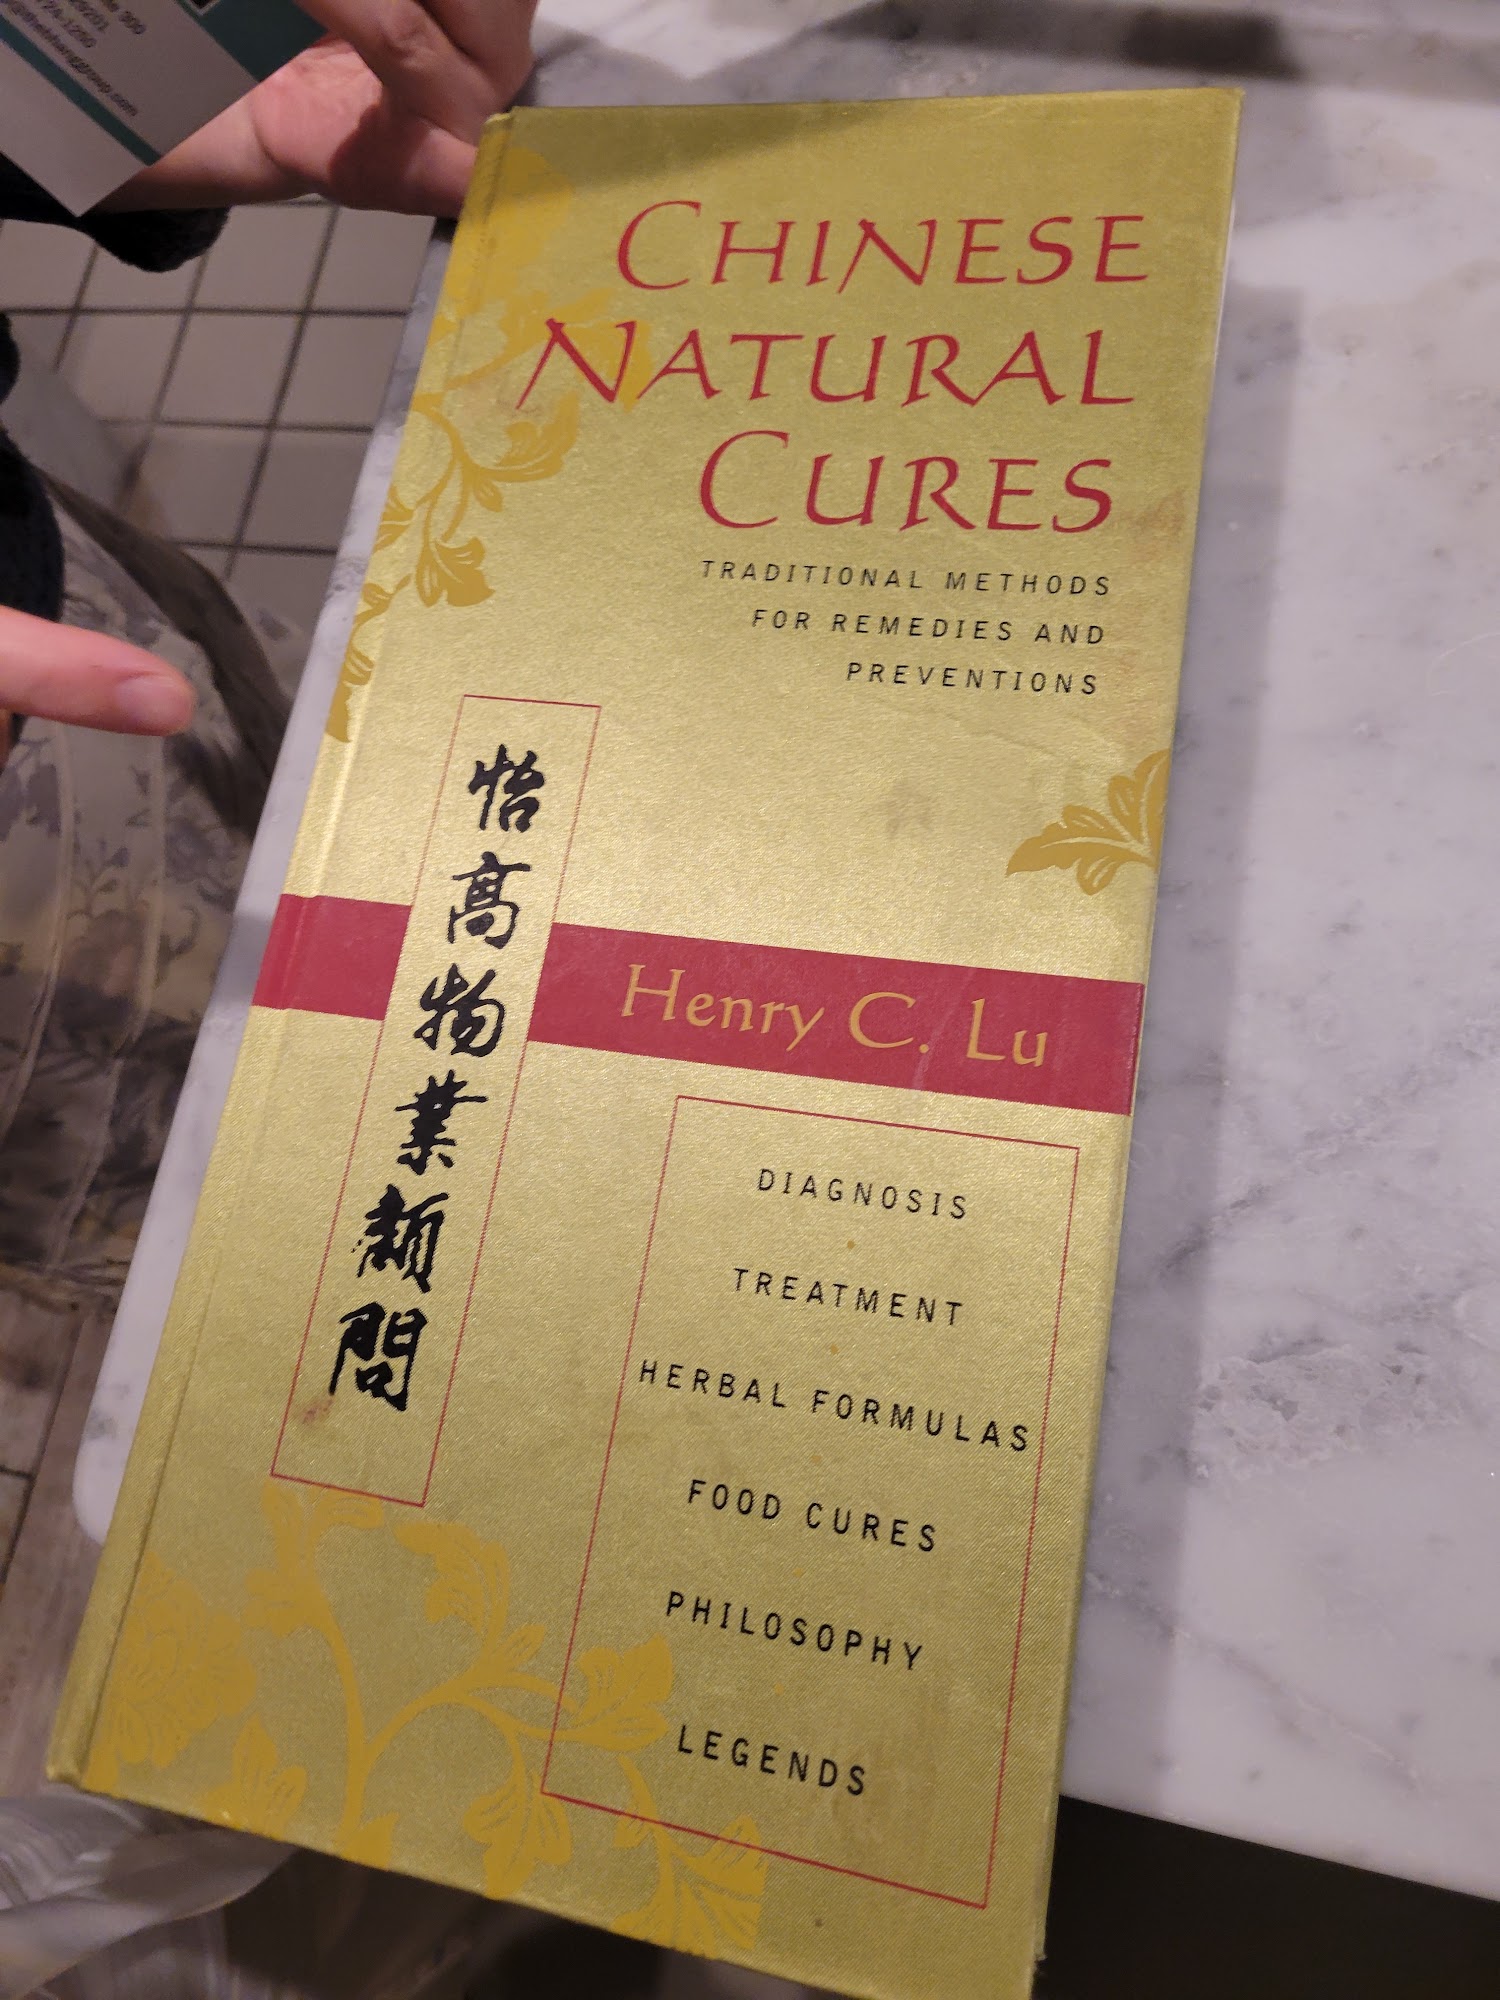 CHINESE
NATURAL
CURES
TRADITIONAL METHODS
FOR REMEDIES AND
PREVENTIONS
怡高物業顧問
Henry C. Lu
DIAGNOSIS
TREATMENT
HERBAL FORMULAS
FOOD CURES
PHILOSOPHY
LEGENDS